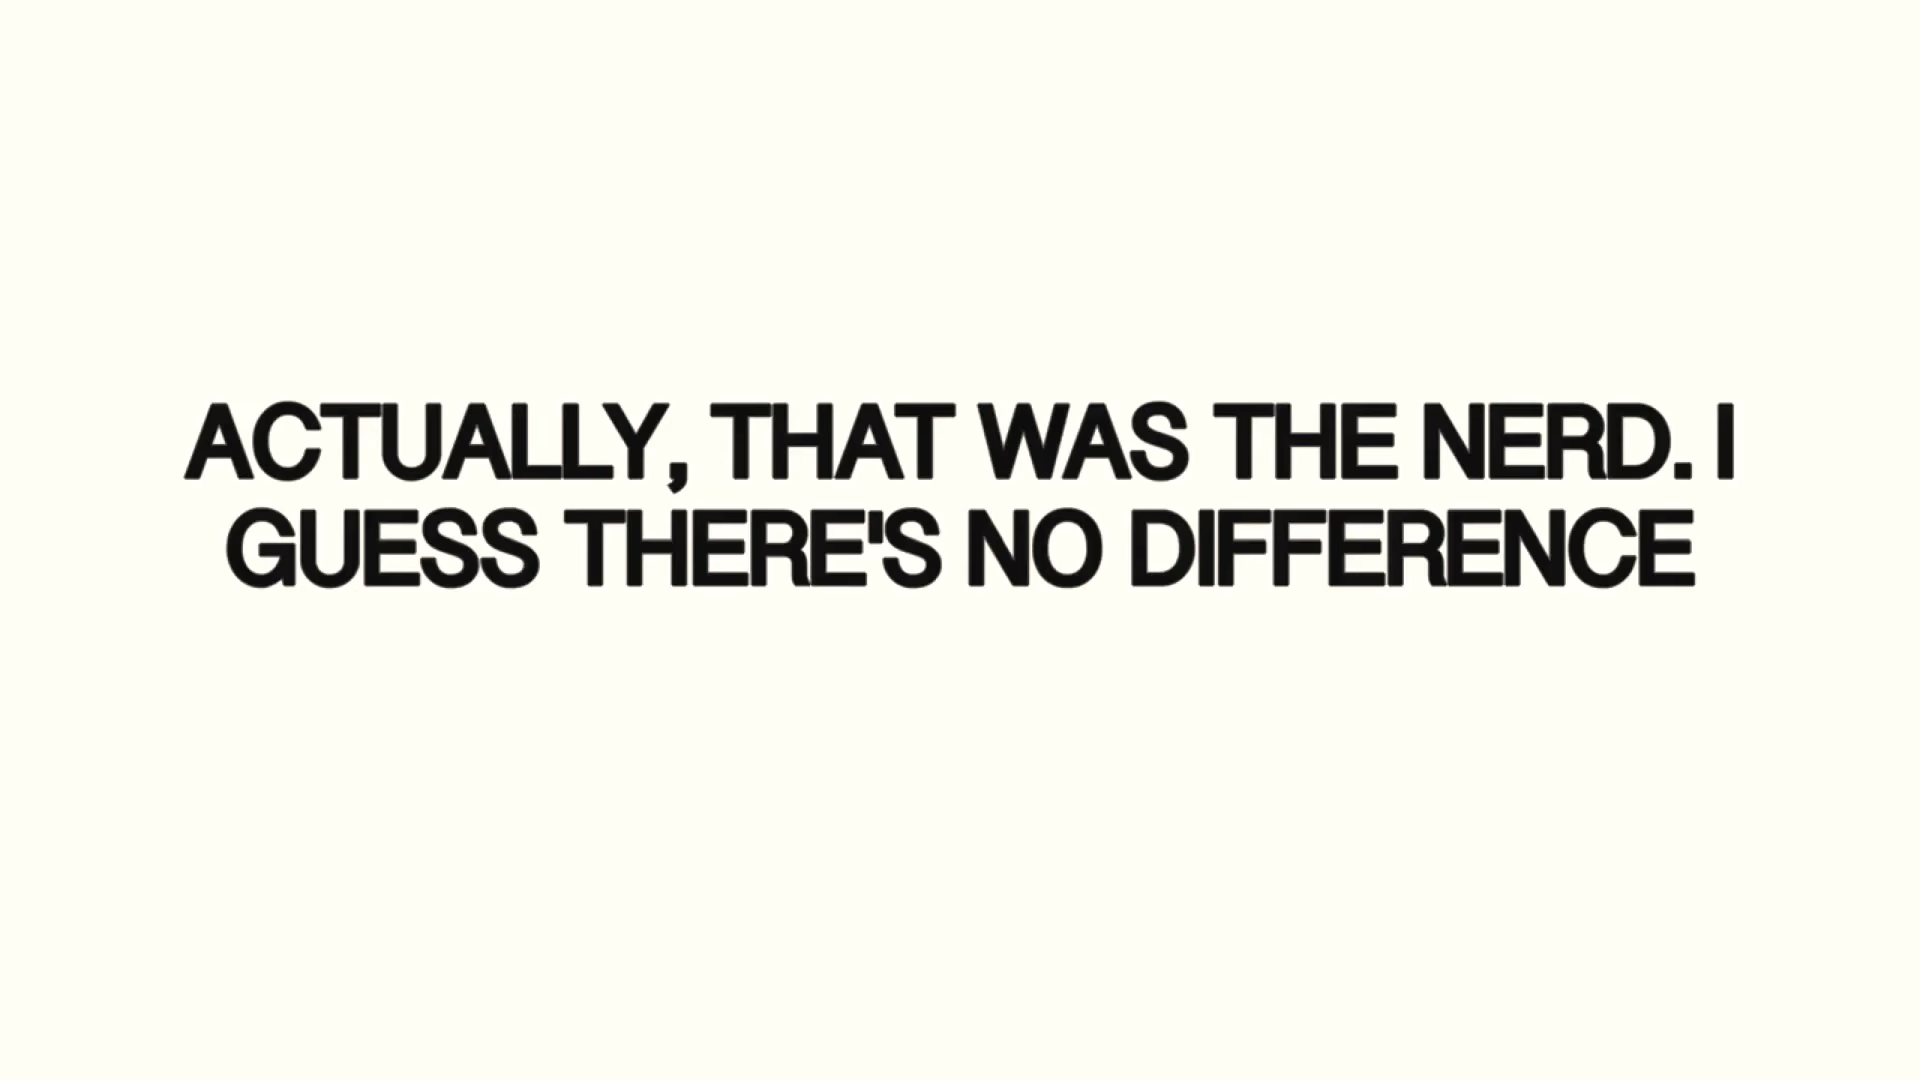 ACTUALLY, THAT WAS THE NERD. I
GUESS THERE'S NO DIFFERENCE